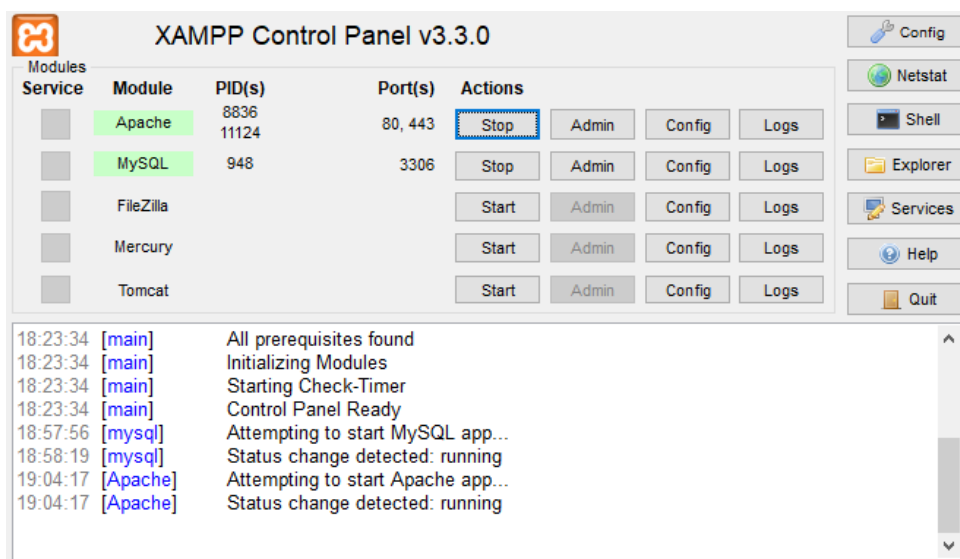 XAMPP Control Panel v3.3.0
Config
Modules
Service Module PID(s) Port(s) Actions
Netstat
Apache 8836 11124 80, 443 Stop Admin Config Logs
Shell
MySQL 948 3306 Stop Admin Config Logs
Explorer
FileZilla Start Admin Config Logs
Services
Mercury Start Admin Config Logs
Help
Tomcat Start Admin Config Logs
Quit
18:23:34 [main] All prerequisites found
18:23:34 [main] Initializing Modules
18:23:34 [main] Starting Check-Timer
18:23:34 [main] Control Panel Ready
18:57:56 [mysql] Attempting to start MySQL app...
18:58:19 [mysql] Status change detected: running
19:04:17 [Apache] Attempting to start Apache app...
19:04:17 [Apache] Status change detected: running